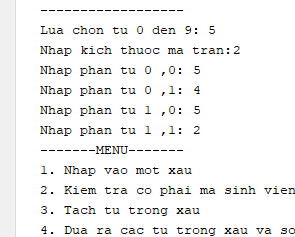 ------------------
Lua chon tu 0 den 9: 5
Nhap kich thuoc ma tran:2
Nhap phan tu 0 ,0: 5
Nhap phan tu 0 ,1: 4
Nhap phan tu 1 ,0: 5
Nhap phan tu 1 ,1: 2
-------MENU-------
1. Nhap vao mot xau
2. Kiem tra co phai ma sinh vien
3. Tach tu trong xau
4. Dua ra cac tu trong xau va so